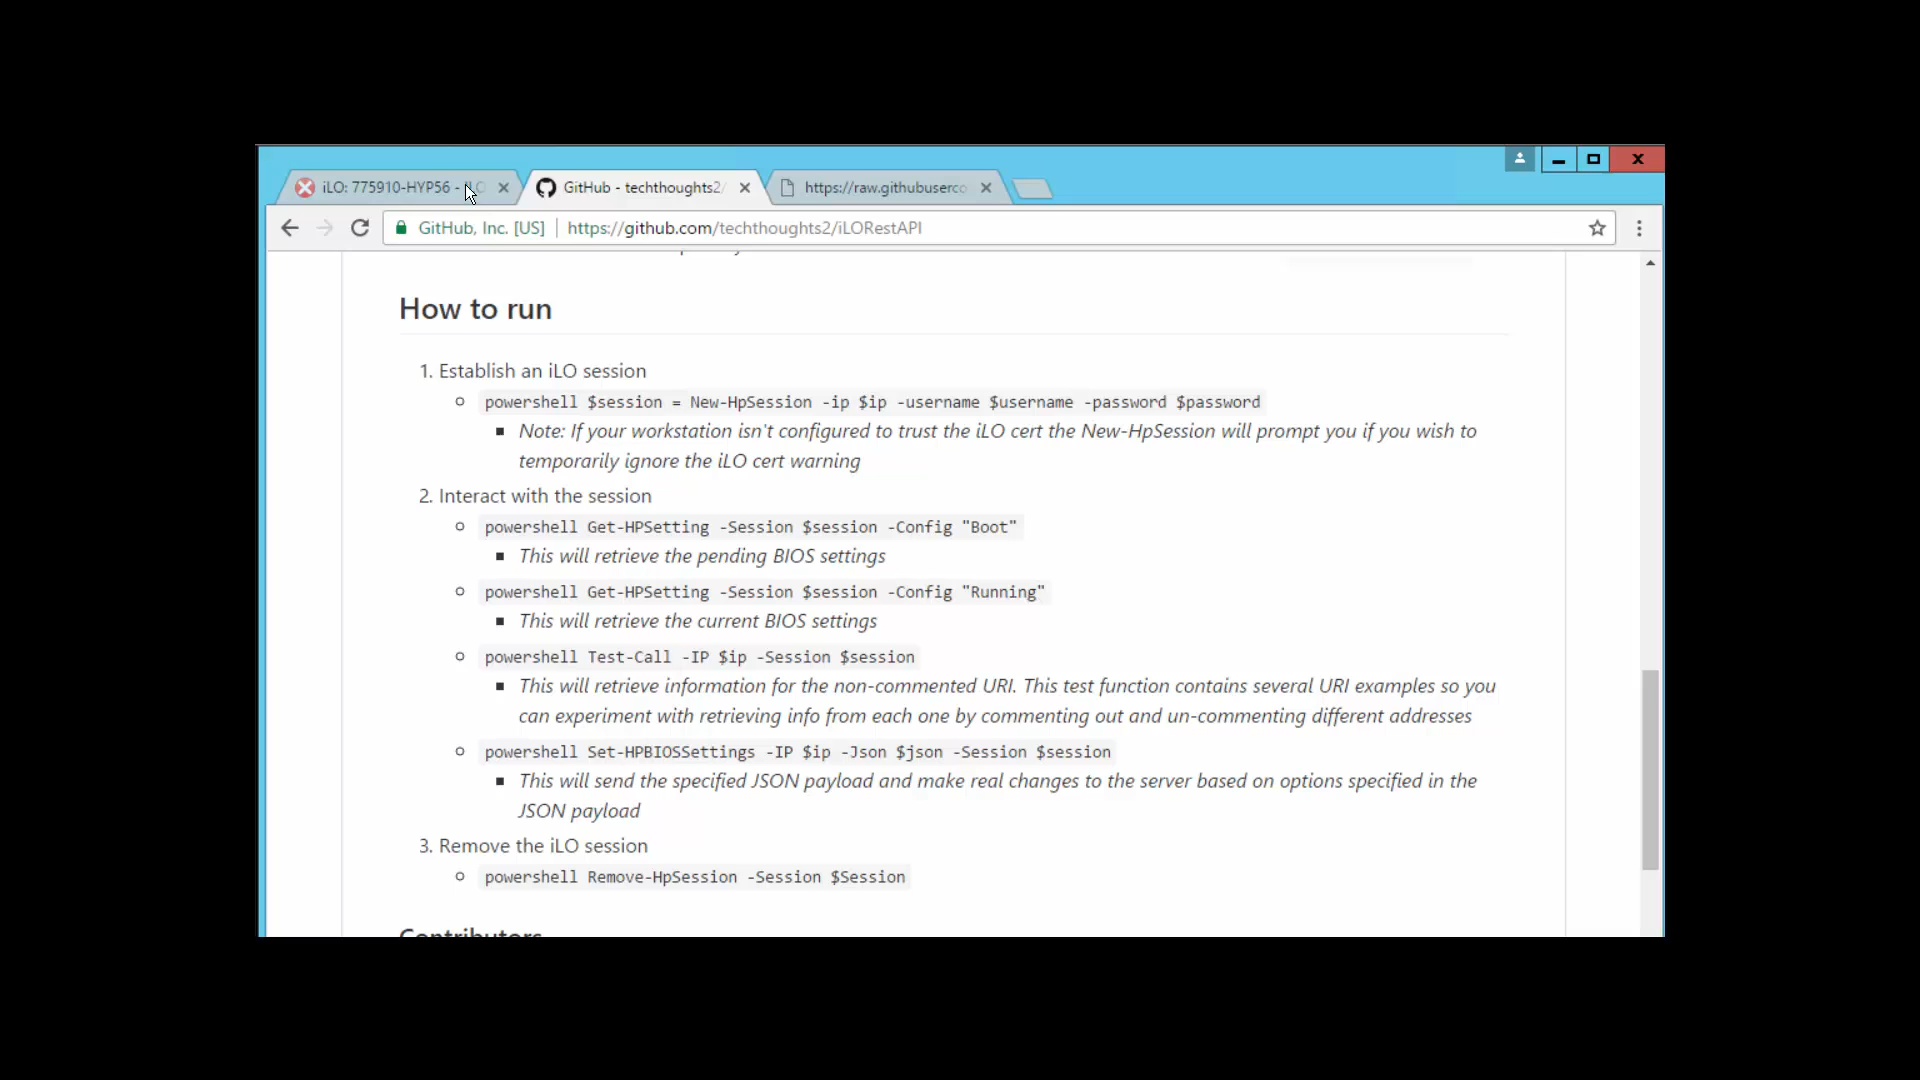 iLO: 775910-HYP56 - iLO
GitHub - techthoughts2/
https://raw.githubuserco
GitHub, Inc. [US] https://github.com/techthoughts2/iLORestAPI
How to run
1. Establish an iLO session
powershell $session = New-HpSession -ip $ip -username $username -password $password
Note: If your workstation isn't configured to trust the iLO cert the New-HpSession will prompt you if you wish to
temporarily ignore the iLO cert warning
2. Interact with the session
powershell Get-HPSetting -Session $session -Config "Boot"
This will retrieve the pending BIOS settings
powershell Get-HPSetting -Session $session -Config "Running"
This will retrieve the current BIOS settings
powershell Test-Call -IP $ip -Session $session
This will retrieve information for the non-commented URI. This test function contains several URI examples so you
can experiment with retrieving info from each one by commenting out and un-commenting different addresses
powershell Set-HPBIOSSettings -IP $ip -Json $json -Session $session
This will send the specified JSON payload and make real changes to the server based on options specified in the
JSON payload
3. Remove the iLO session
powershell Remove-HpSession -Session $Session
Contributors